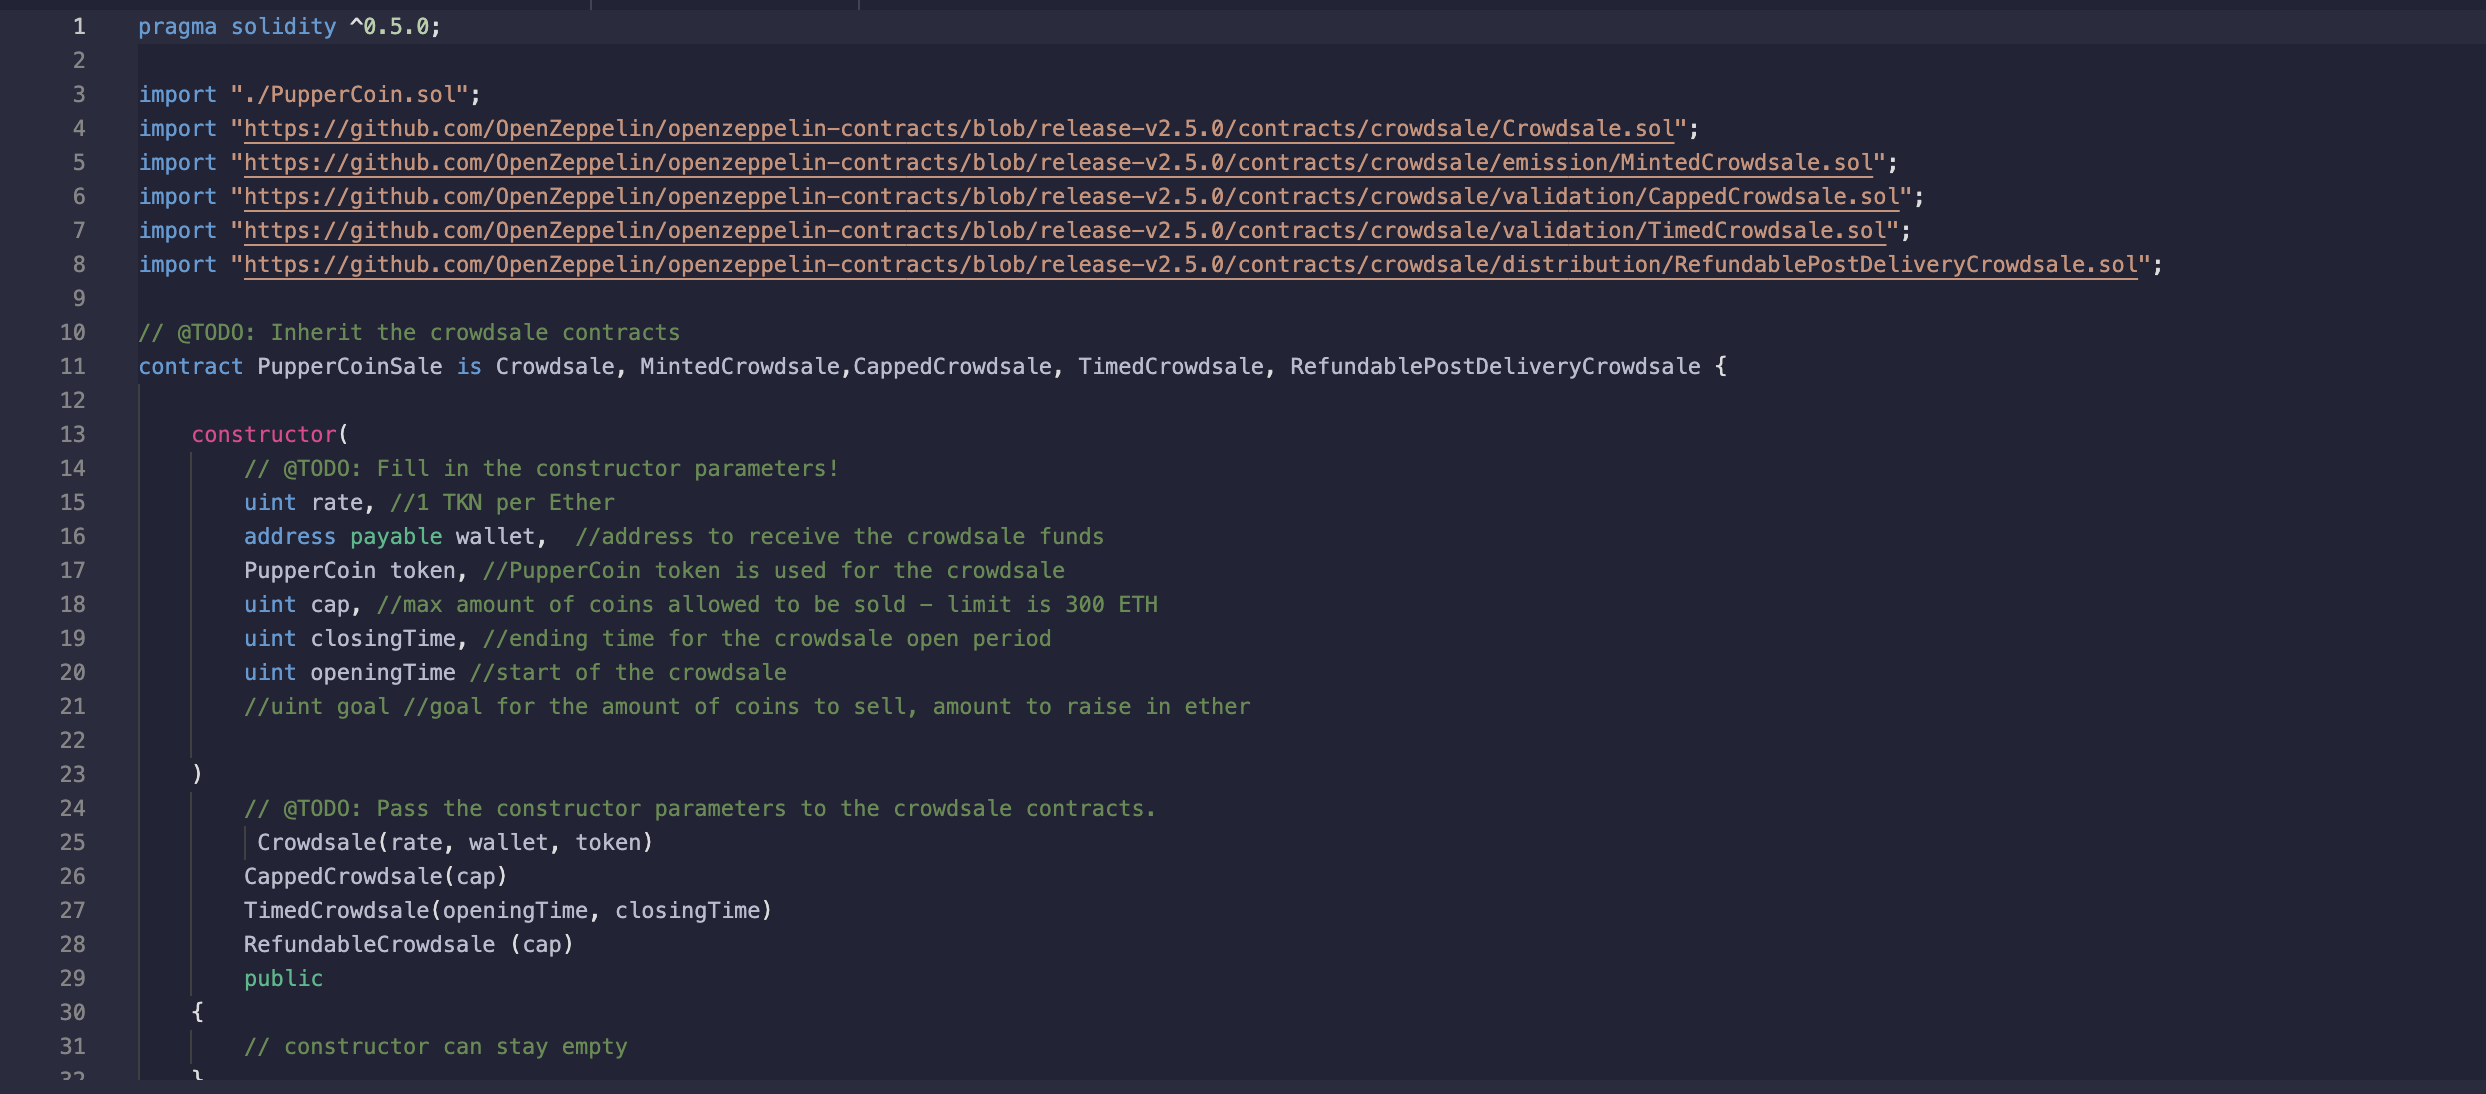 1 pragma solidity ^0.5.0;
2
3 import "./PupperCoin.sol";
4 import "https://github.com/OpenZeppelin/openzeppelin-contracts/blob/release-v2.5.0/contracts/crowdsale/Crowdsale.sol";
5 import "https://github.com/OpenZeppelin/openzeppelin-contracts/blob/release-v2.5.0/contracts/crowdsale/emission/MintedCrowdsale.sol";
6 import "https://github.com/OpenZeppelin/openzeppelin-contracts/blob/release-v2.5.0/contracts/crowdsale/validation/CappedCrowdsale.sol";
7 import "https://github.com/OpenZeppelin/openzeppelin-contracts/blob/release-v2.5.0/contracts/crowdsale/validation/TimedCrowdsale.sol";
8 import "https://github.com/OpenZeppelin/openzeppelin-contracts/blob/release-v2.5.0/contracts/crowdsale/distribution/RefundablePostDeliveryCrowdsale.sol";
9
10 // @TODO: Inherit the crowdsale contracts
11 contract PupperCoinSale is Crowdsale, MintedCrowdsale,CappedCrowdsale, TimedCrowdsale, RefundablePostDeliveryCrowdsale {
12
13 constructor(
14 // @TODO: Fill in the constructor parameters!
15 uint rate, //1 TKN per Ether
16 address payable wallet,  //address to receive the crowdsale funds
17 PupperCoin token, //PupperCoin token is used for the crowdsale
18 uint cap, //max amount of coins allowed to be sold – limit is 300 ETH
19 uint closingTime, //ending time for the crowdsale open period
20 uint openingTime //start of the crowdsale
21 //uint goal //goal for the amount of coins to sell, amount to raise in ether
22
23 )
24 // @TODO: Pass the constructor parameters to the crowdsale contracts.
25 Crowdsale(rate, wallet, token)
26 CappedCrowdsale(cap)
27 TimedCrowdsale(openingTime, closingTime)
28 RefundableCrowdsale (cap)
29 public
30 {
31 // constructor can stay empty
32 }